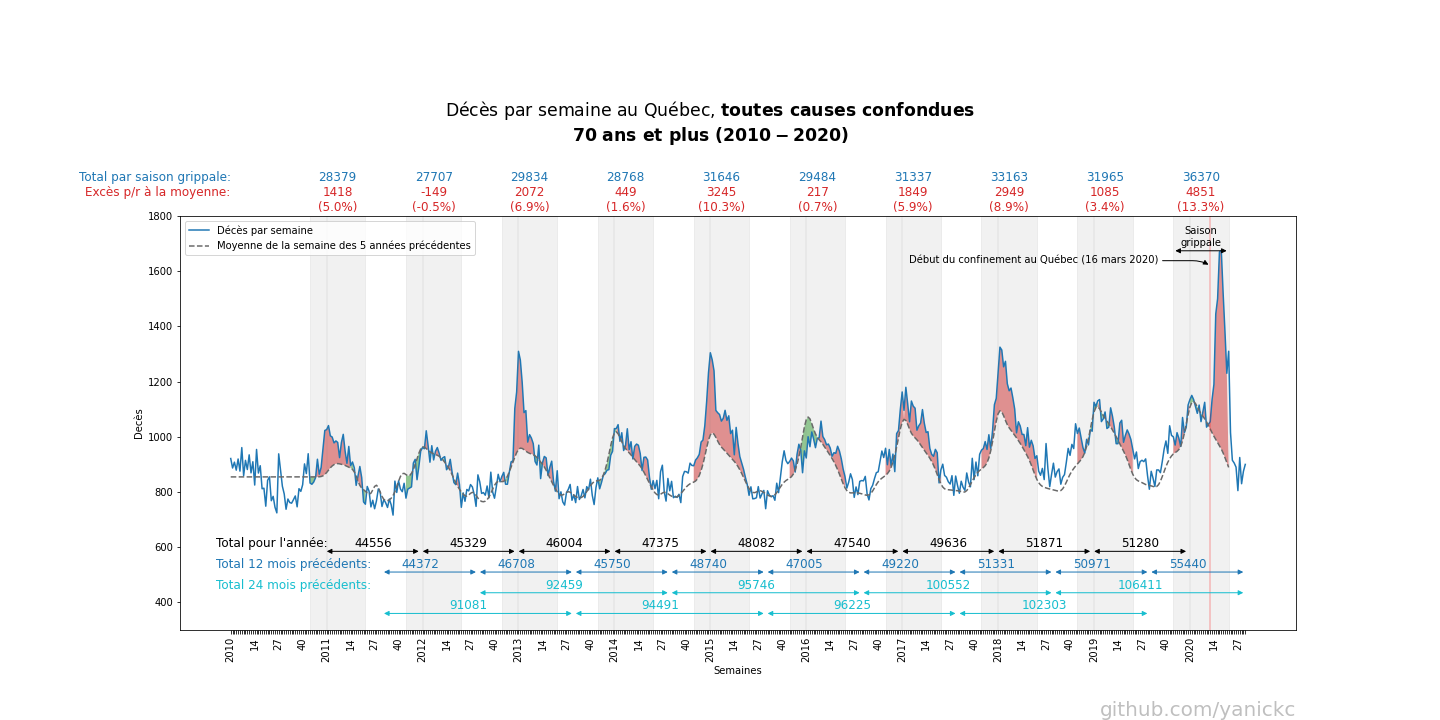 Décès par semaine au Québec, toutes causes confondues
70 ans et plus (2010 – 2020)
Total par saison grippale: 28379 27707 29834 28768 31646 29484 31337 33163 31965 36370
Excès p/r à la moyenne: 1418 -149 2072 449 3245 217 1849 2949 1085 4851
(5.0%) (-0.5%) (6.9%) (1.6%) (10.3%) (0.7%) (5.9%) (8.9%) (3.4%) (13.3%)
1800
Décès par semaine
Moyenne de la semaine des 5 années précédentes
Saison
grippale
Début du confinement au Québec (16 mars 2020)
1600
1400
1200
1000
800
600
400
Decès
Total pour l'année: 44556 45329 46004 47375 48082 47540 49636 51871 51280
Total 12 mois précédents: 44372 46708 45750 48740 47005 49220 51331 50971 55440
Total 24 mois précédents: 92459 95746 100552 106411
91081 94491 96225 102303
2010 14 27 40 2011 14 27 40 2012 14 27 40 2013 14 27 40 2014 14 27 40 2015 14 27 40 2016 14 27 40 2017 14 27 40 2018 14 27 40 2019 14 27 40 2020 14 27
Semaines
github.com/yanickc